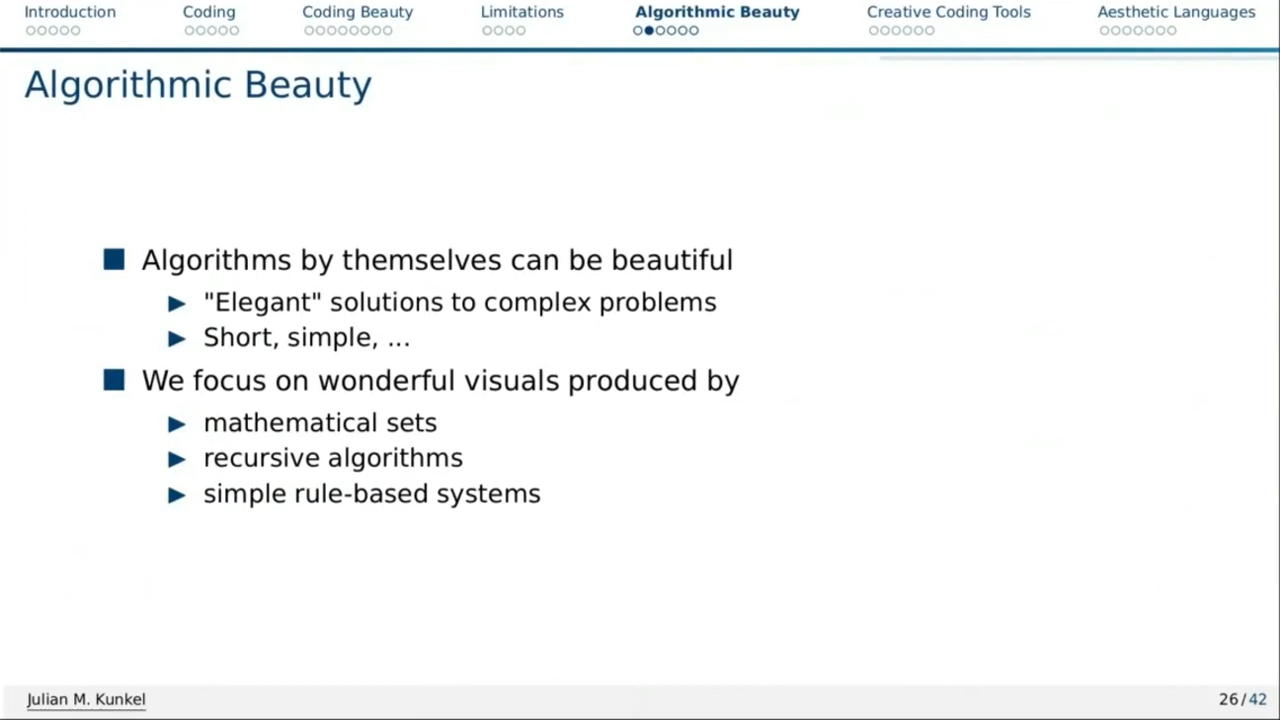 Introduction Coding Coding Beauty Limitations Algorithmic Beauty Creative Coding Tools Aesthetic Languages
Algorithmic Beauty
Algorithms by themselves can be beautiful
"Elegant" solutions to complex problems
Short, simple, ...
We focus on wonderful visuals produced by
mathematical sets
recursive algorithms
simple rule-based systems
Julian M. Kunkel 26/42